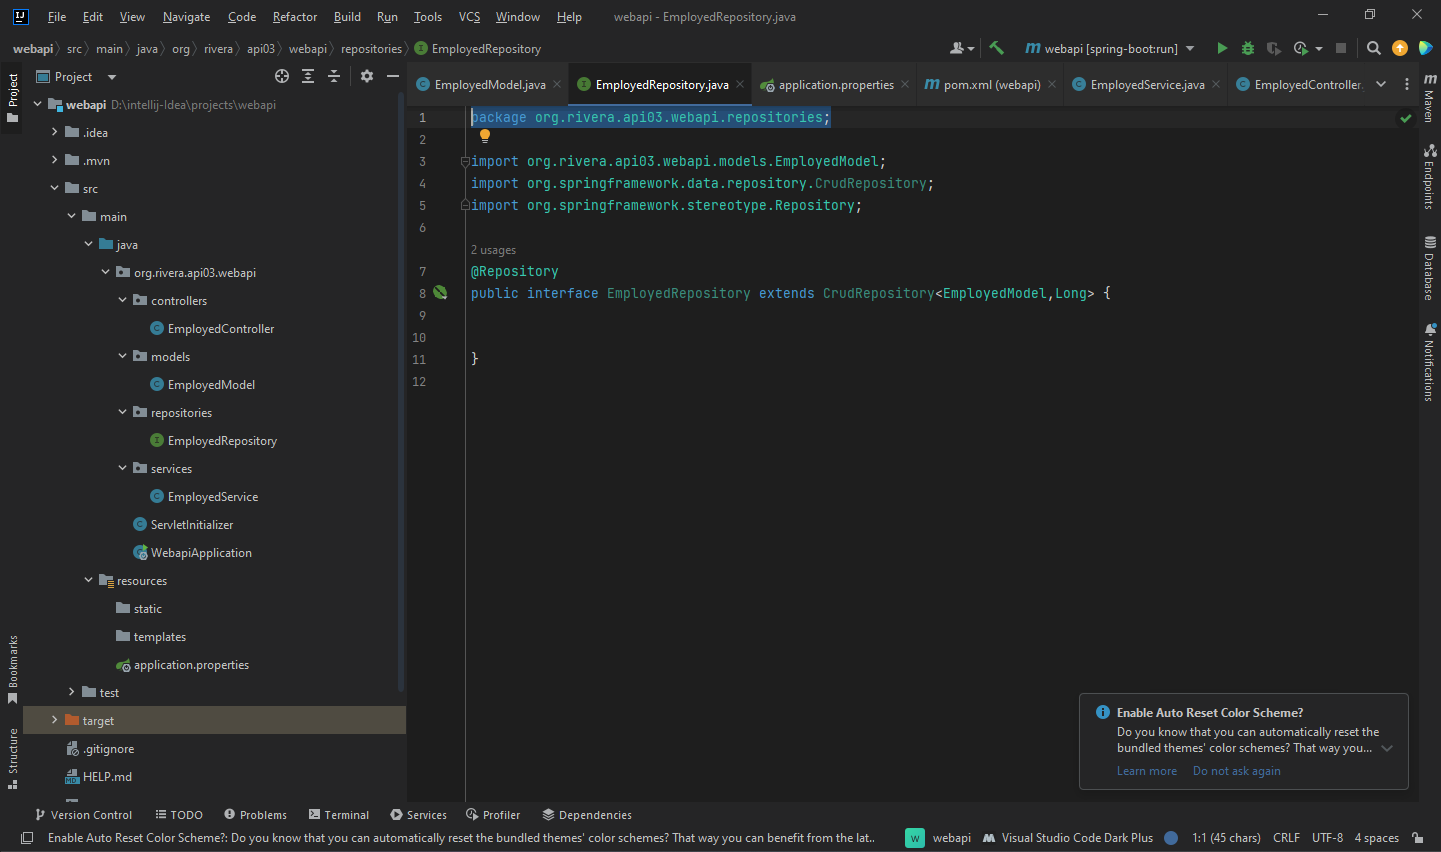 File Edit View Navigate Code Refactor Build Run Tools VCS Window Help webapi - EmployedRepository.java
webapi src main java org rivera api03 webapi repositories EmployedRepository
webapi [spring-boot:run]
Project
Project
EmployedModel.java EmployedRepository.java application.properties pom.xml (webapi) EmployedService.java EmployedController
webapi D:\intellij-Idea\projects\webapi
.idea
.mvn
src
main
java
org.rivera.api03.webapi
controllers
EmployedController
models
EmployedModel
repositories
EmployedRepository
services
EmployedService
ServletInitializer
WebapiApplication
resources
static
templates
application.properties
test
target
.gitignore
HELP.md
1 package org.rivera.api03.webapi.repositories;
2
3 import org.rivera.api03.webapi.models.EmployedModel;
4 import org.springframework.data.repository.CrudRepository;
5 import org.springframework.stereotype.Repository;
6
2 usages
7 @Repository
8 public interface EmployedRepository extends CrudRepository<EmployedModel,Long> {
9
10
11 }
12
Maven
Endpoints
Database
Notifications
Bookmarks
Structure
Enable Auto Reset Color Scheme?
Do you know that you can automatically reset the
bundled themes' color schemes? That way you...
Learn more Do not ask again
Version Control TODO Problems Terminal Services Profiler Dependencies
Enable Auto Reset Color Scheme?: Do you know that you can automatically reset the bundled themes' color schemes? That way you can benefit from the lat.. W webapi Visual Studio Code Dark Plus 1:1 (45 chars) CRLF UTF-8 4 spaces